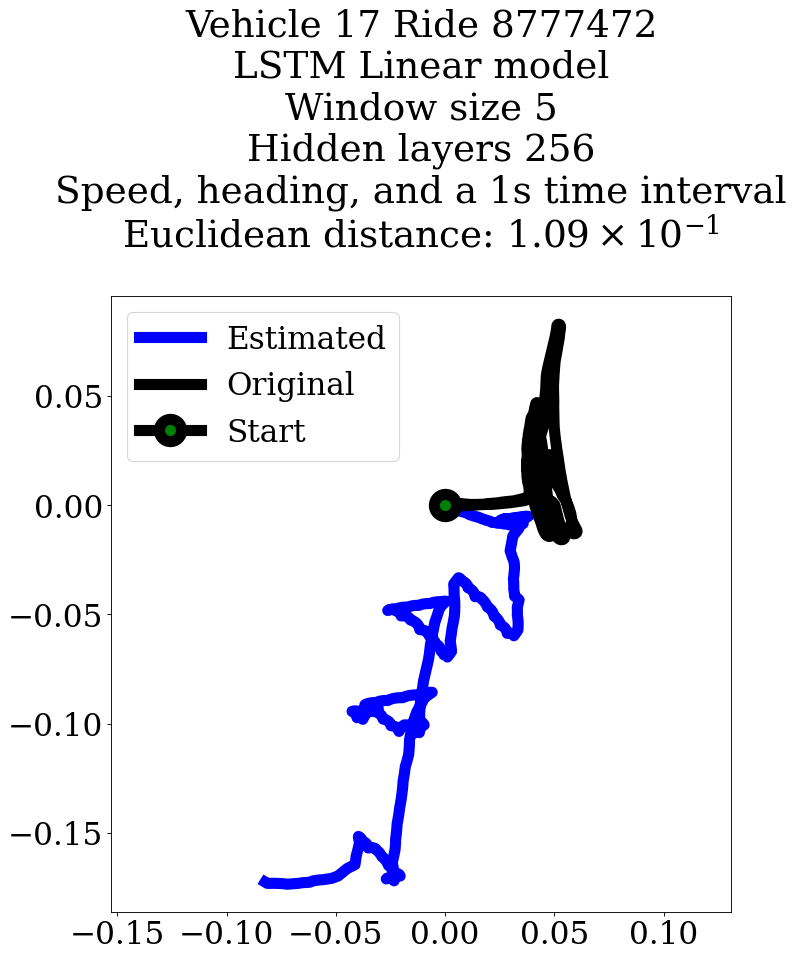 Vehicle 17 Ride 8777472
LSTM Linear model
Window size 5
Hidden layers 256
Speed, heading, and a 1s time interval
Euclidean distance: 1.09 × 10⁻¹
Estimated
Original
Start
0.05
0.00
−0.05
−0.10
−0.15
−0.15 −0.10 −0.05 0.00 0.05 0.10